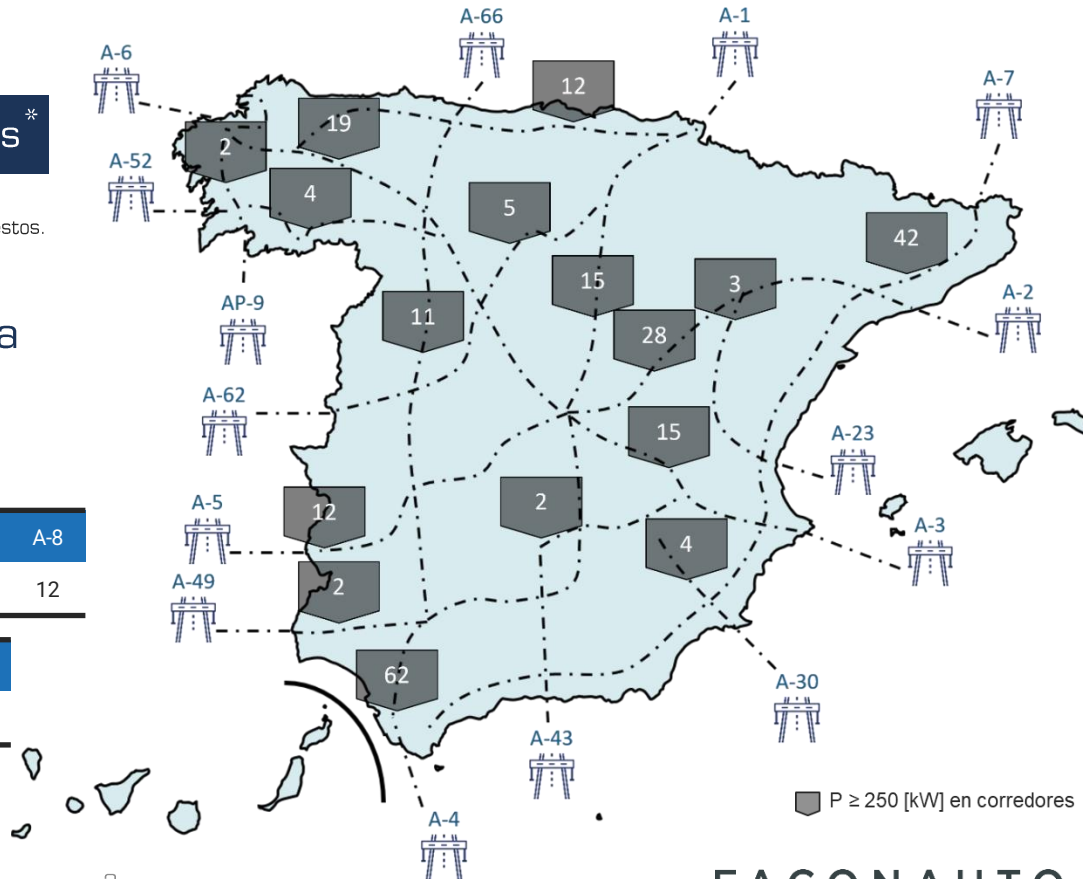 A-66
A-1
A-6
12
A-7
s*
19
2
A-52
4
5
estos.
42
15
3
AP-9
11
28
A-2
a
A-62
15
A-23
A-5
12
2
A-3
A-8
4
12
A-49
2
62
A-30
A-43
P ≥ 250 [kW] en corredores
A-4
FACONAUTO